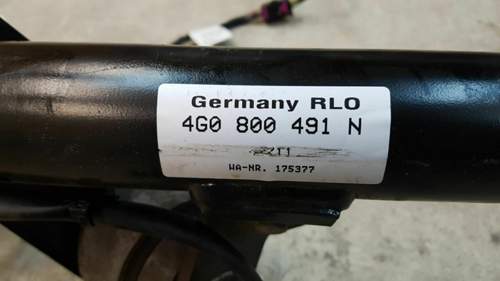 Germany RLO
4G0 800 491 N
WA-NR. 175377